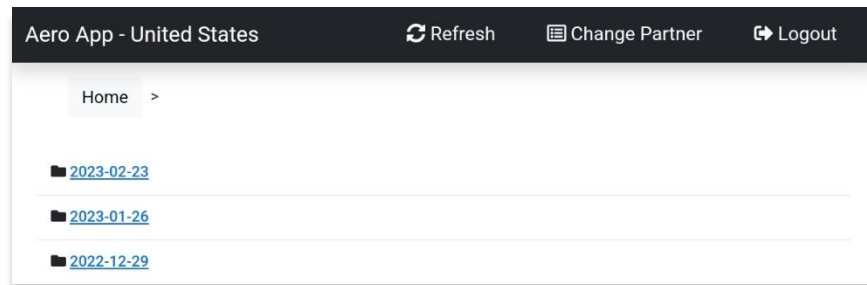 Aero App - United States Refresh Change Partner Logout
Home >
2023-02-23
2023-01-26
2022-12-29